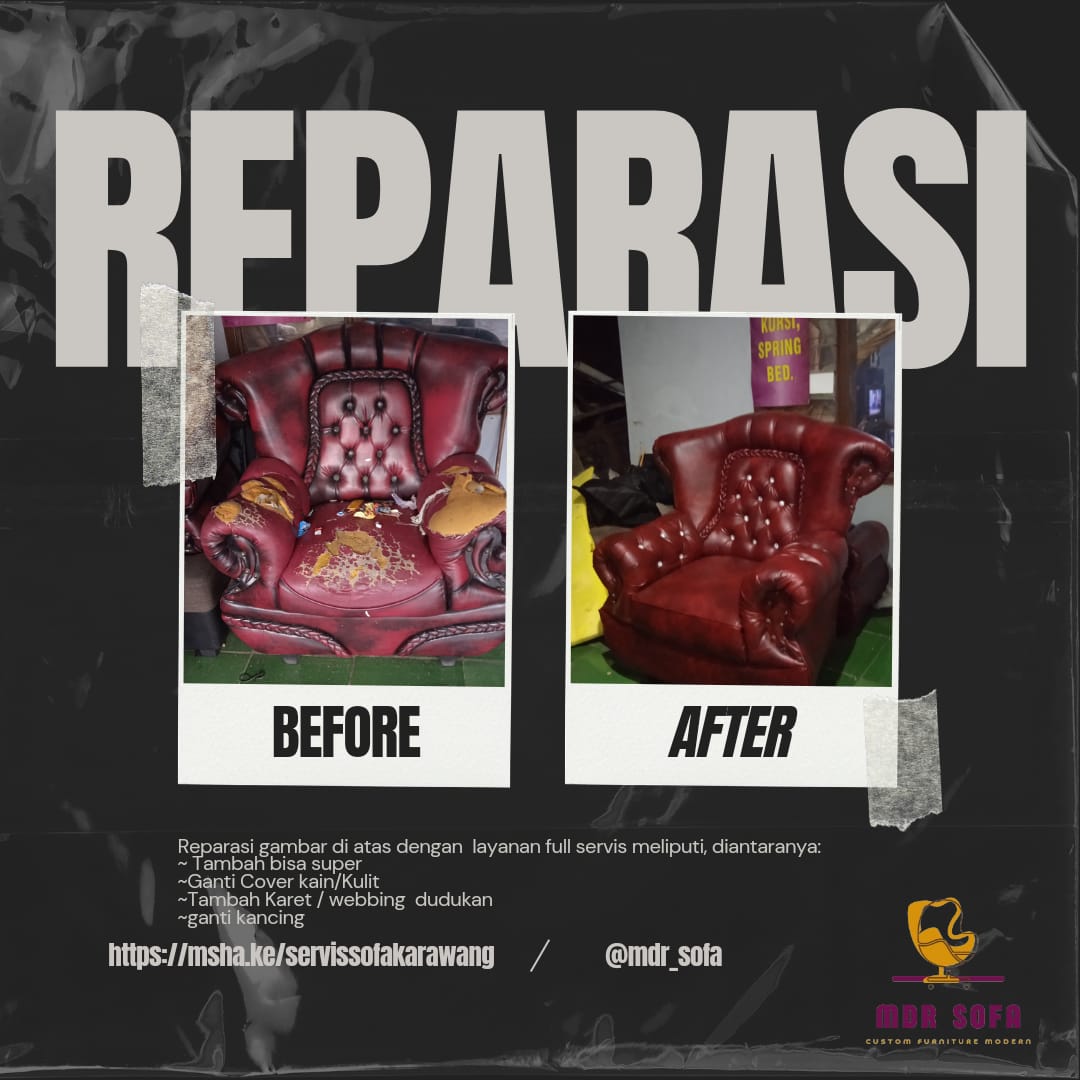 REPARASI
KURSI,
SPRING
BED.
BEFORE
AFTER
Reparasi gambar di atas dengan layanan full servis meliputi, diantaranya:
~ Tambah bisa super
~Ganti Cover kain/Kulit
~Tambah Karet / webbing dudukan
~ganti kancing
https://msha.ke/servissofakarawang / @mdr_sofa
MDR SOFA
CUSTOM FURNITURE MODERN